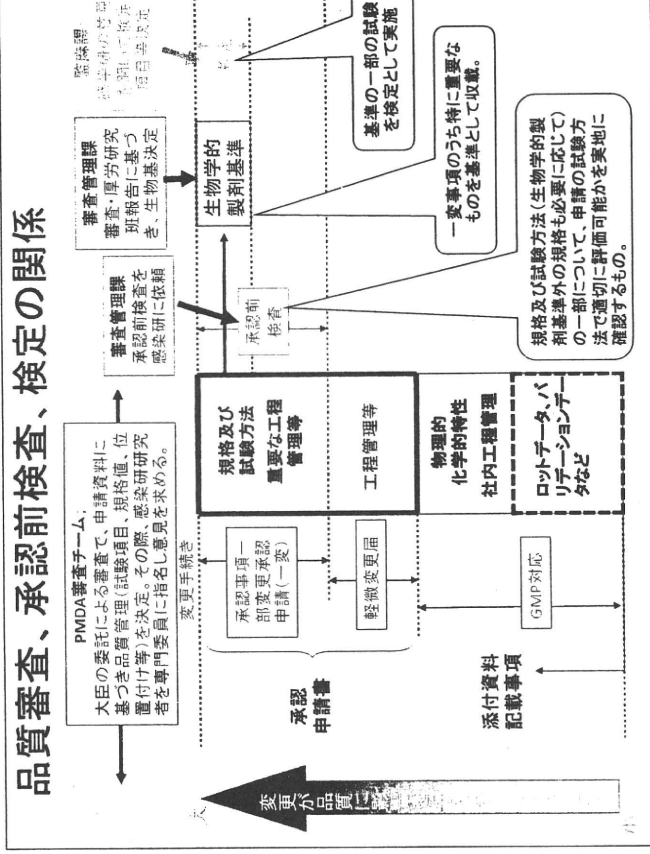 品質審査、承認前検査、検定の関係
PMDA審査チーム:
大臣の委託による審査で、申請資料に
基づき品質管理(試験項目、規格値、位
置付け等)を決定。その際、感染研研究
者を専門委員に指名し意見を求める。
審査管理課
承認前検査を
感染研に依頼
審査管理課
審査・厚労研究
班報告に基づ
き、生物基決定
監麻課
変更手続き
大
変更が品質に
小
承認
申請書
添付資料
記載事項
承認事項一
部変更承認
申請(一変)
軽微変更届
GMP対応
規格及び
試験方法
重要な工程
管理等
工程管理等
物理的
化学的特性
社内工程管理
ロットデータ、バ
リデーションデー
タなど
承認前
検査
生物学的
製剤基準
検定
規格及び試験方法(生物学的製
剤基準外の規格も必要に応じて)
の一部について、申請の試験方
法で適切に評価可能かを実地に
確認するもの。
一変事項のうち特に重要な
ものを基準として収載。
基準の一部の試験
を検定として実施